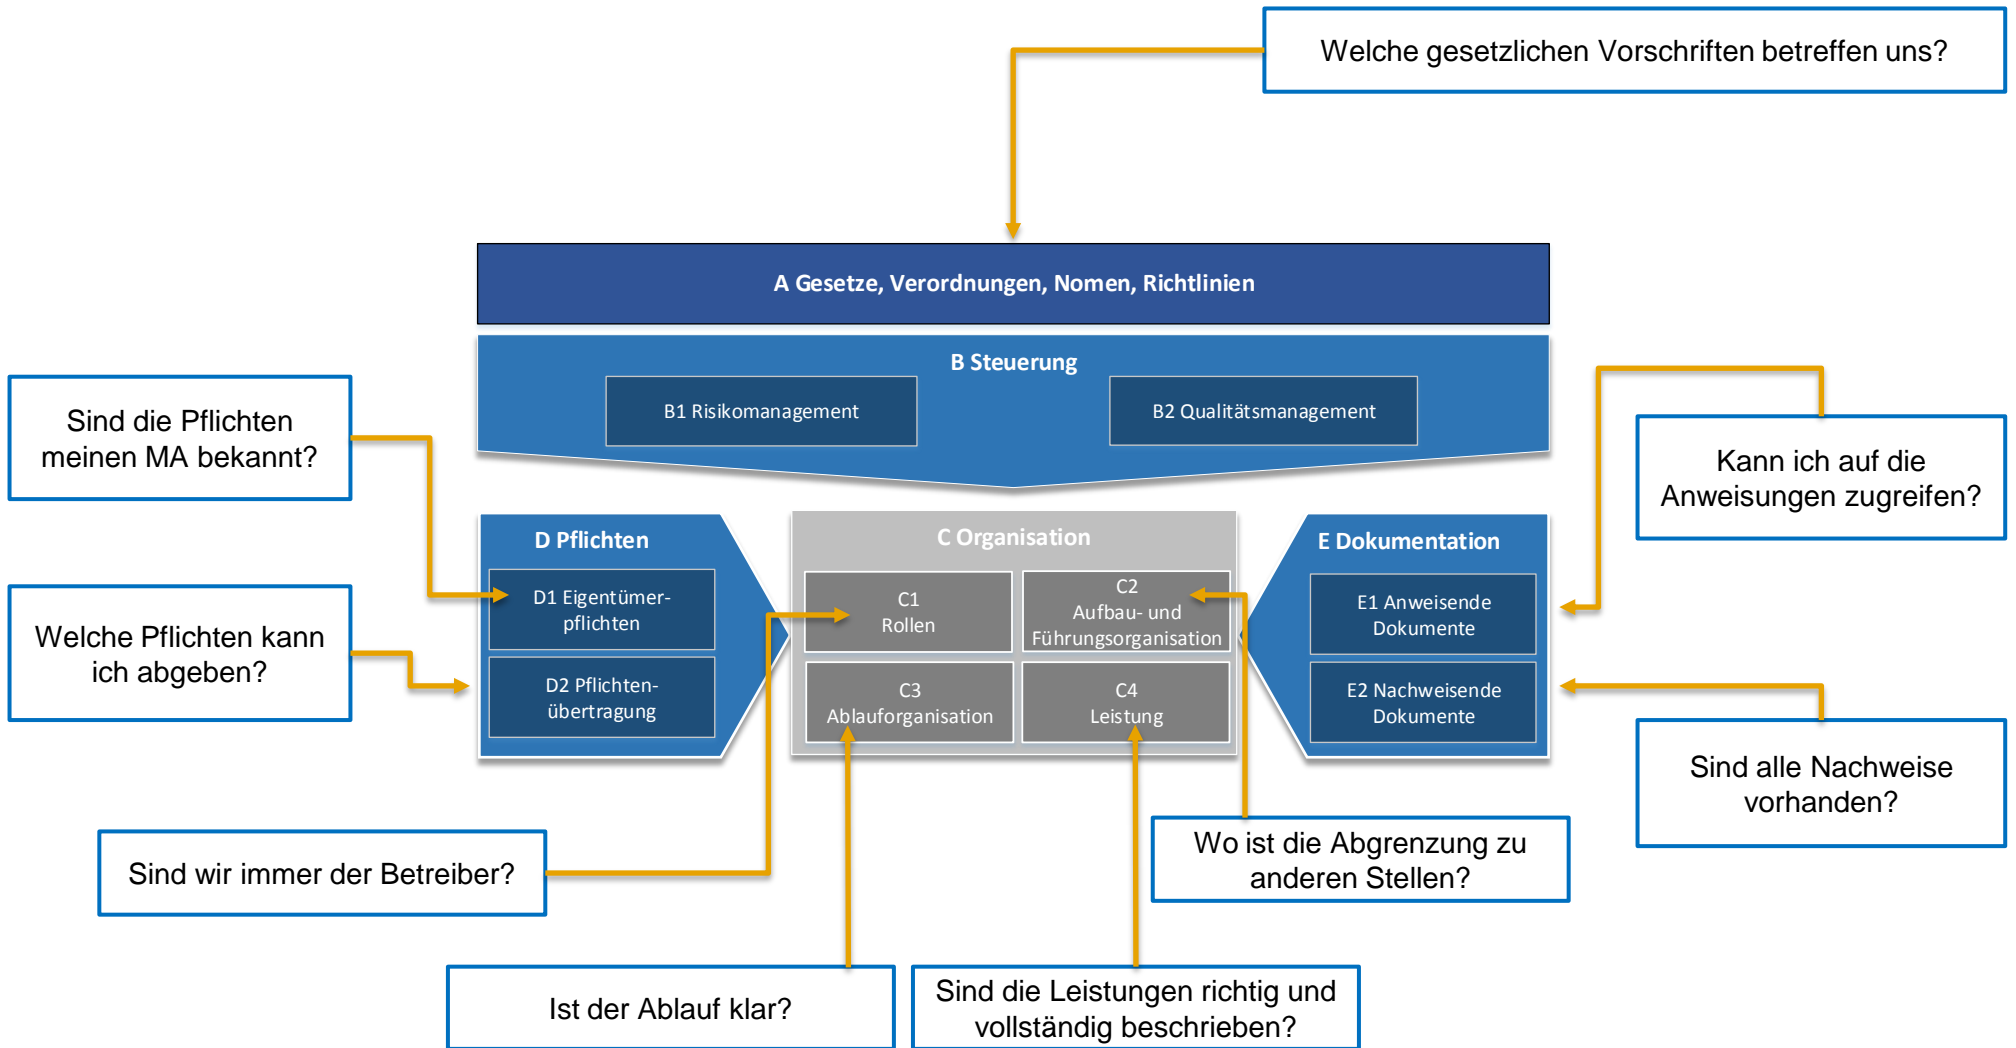 Welche gesetzlichen Vorschriften betreffen uns?
A Gesetze, Verordnungen, Nomen, Richtlinien
B Steuerung
B1 Risikomanagement
B2 Qualitätsmanagement
Sind die Pflichten
meinen MA bekannt?
Kann ich auf die
Anweisungen zugreifen?
D Pflichten
D1 Eigentümer-
pflichten
D2 Pflichten-
übertragung
C Organisation
C1
Rollen
C2
Aufbau- und
Führungsorganisation
C3
Ablauforganisation
C4
Leistung
E Dokumentation
E1 Anweisende
Dokumente
E2 Nachweisende
Dokumente
Welche Pflichten kann
ich abgeben?
Sind alle Nachweise
vorhanden?
Sind wir immer der Betreiber?
Wo ist die Abgrenzung zu
anderen Stellen?
Ist der Ablauf klar?
Sind die Leistungen richtig und
vollständig beschrieben?